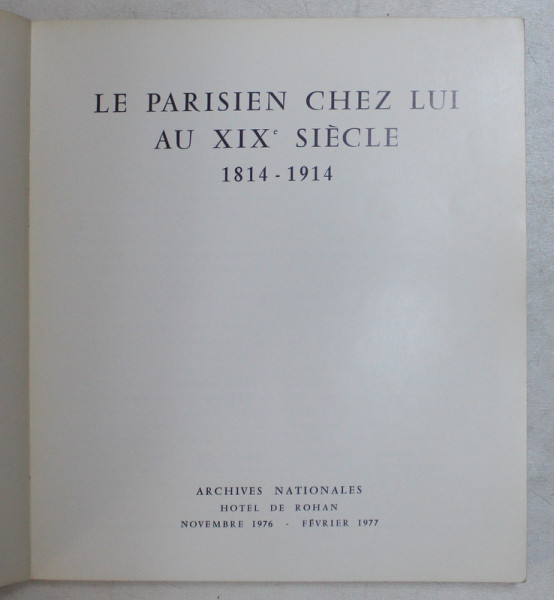 LE PARISIEN CHEZ LUI
AU XIXe SIÈCLE
1814 - 1914
ARCHIVES NATIONALES
HOTEL DE ROHAN
NOVEMBRE 1976 - FÉVRIER 1977